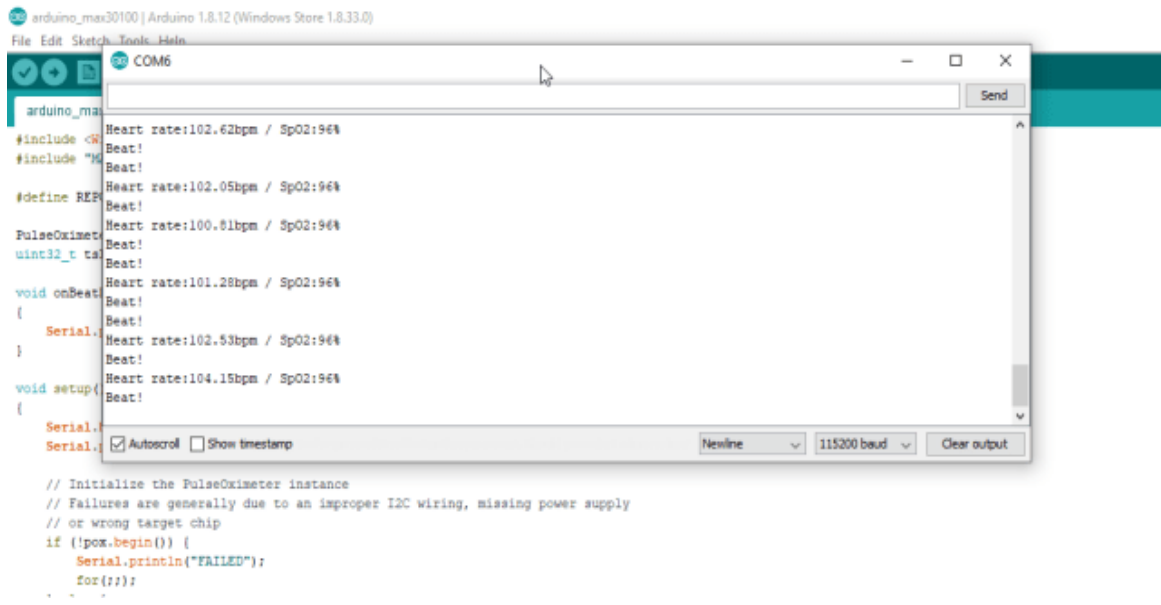 arduino_max30100 | Arduino 1.8.12 (Windows Store 1.8.33.0)
File Edit Sketch Tools Help
COM6
Send
arduino_max
#include <W
#include "MA
#define REPO
PulseOximete
uint32_t tsL
void onBeat
{
Serial.p
}
void setup(
{
Serial.b
Serial.p
Heart rate:102.62bpm / SpO2:96%
Beat!
Beat!
Heart rate:102.05bpm / SpO2:96%
Beat!
Heart rate:100.81bpm / SpO2:96%
Beat!
Beat!
Heart rate:101.28bpm / SpO2:96%
Beat!
Beat!
Heart rate:102.53bpm / SpO2:96%
Beat!
Heart rate:104.15bpm / SpO2:96%
Beat!
Autoscroll Show timestamp
Newline 115200 baud Clear output
// Initialize the PulseOximeter instance
// Failures are generally due to an improper I2C wiring, missing power supply
// or wrong target chip
if (!pox.begin()) {
Serial.println("FAILED");
for(;;);